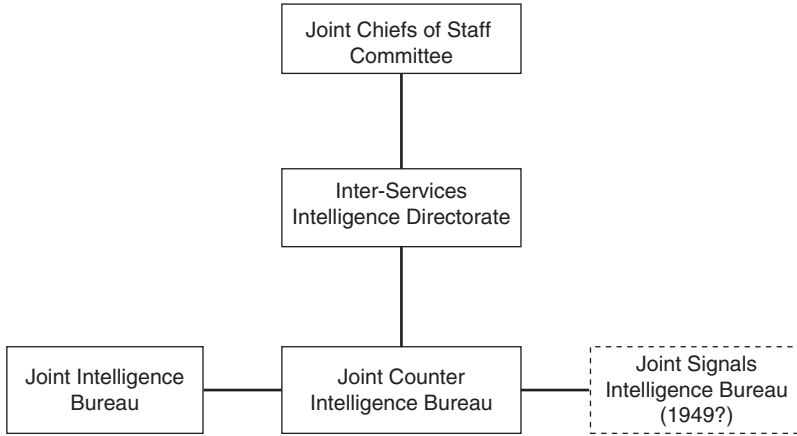 Joint Chiefs of Staff
Committee
Inter-Services
Intelligence Directorate
Joint Intelligence
Bureau
Joint Counter
Intelligence Bureau
Joint Signals
Intelligence Bureau
(1949?)